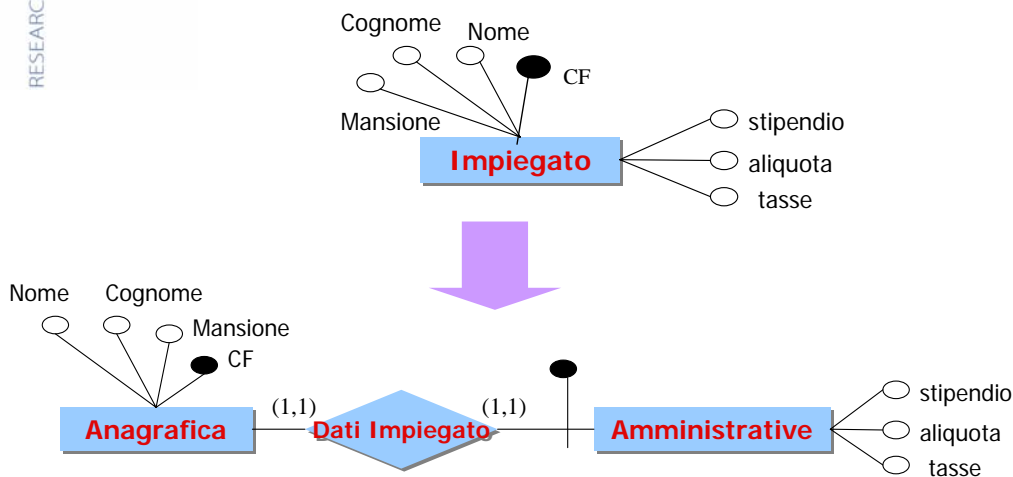 RESEARC
Cognome
Nome
CF
Mansione
stipendio
Impiegato
aliquota
tasse
Nome Cognome
Mansione
CF
stipendio
(1,1) (1,1)
Anagrafica Dati Impiegato Amministrative
aliquota
tasse